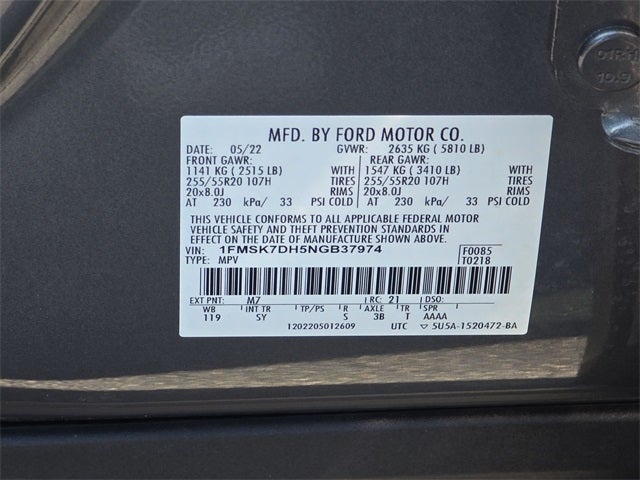 MFD. BY FORD MOTOR CO.
DATE: 05/22 GVWR: 2635 KG ( 5810 LB)
FRONT GAWR: REAR GAWR:
1141 KG ( 2515 LB) WITH 1547 KG ( 3410 LB) WITH
255/55R20 107H TIRES 255/55R20 107H TIRES
20x8.0J RIMS 20x8.0J RIMS
AT 230 kPa/ 33 PSI COLD AT 230 kPa/ 33 PSI COLD
THIS VEHICLE CONFORMS TO ALL APPLICABLE FEDERAL MOTOR
VEHICLE SAFETY AND THEFT PREVENTION STANDARDS IN
EFFECT ON THE DATE OF MANUFACTURE SHOWN ABOVE.
VIN: 1FMSK7DH5NGB37974 F0085
TYPE: MPV T0218
EXT PNT: M7 RC: 21 DSO:
WB INT TR TP/PS R AXLE TR SPR
119 SY S 3B T AAAA
1202205012609 UTC 5U5A-1520472-BA